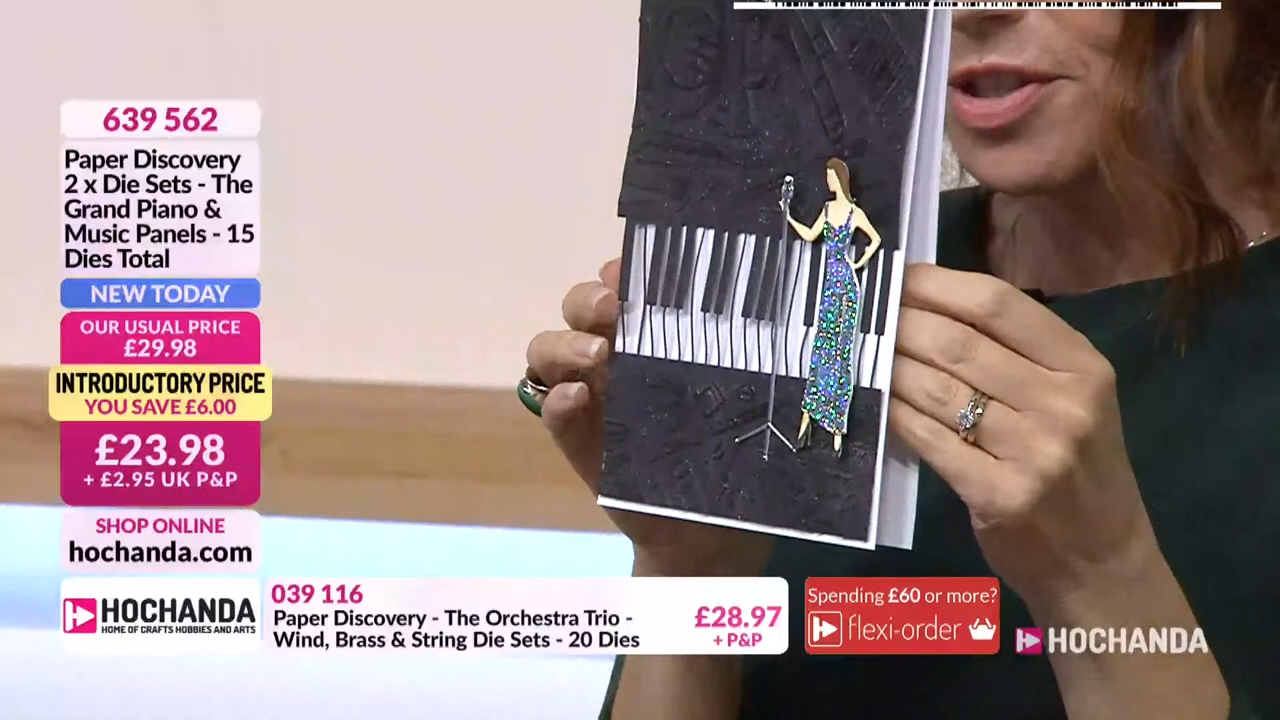 639 562
Paper Discovery
2 x Die Sets - The
Grand Piano &
Music Panels - 15
Dies Total
NEW TODAY
OUR USUAL PRICE
£29.98
INTRODUCTORY PRICE
YOU SAVE £6.00
£23.98
+ £2.95 UK P&P
SHOP ONLINE
hochanda.com
HOCHANDA
HOME OF CRAFTS HOBBIES AND ARTS
039 116
Paper Discovery - The Orchestra Trio -
Wind, Brass & String Die Sets - 20 Dies
£28.97
+ P&P
Spending £60 or more?
flexi-order
HOCHANDA